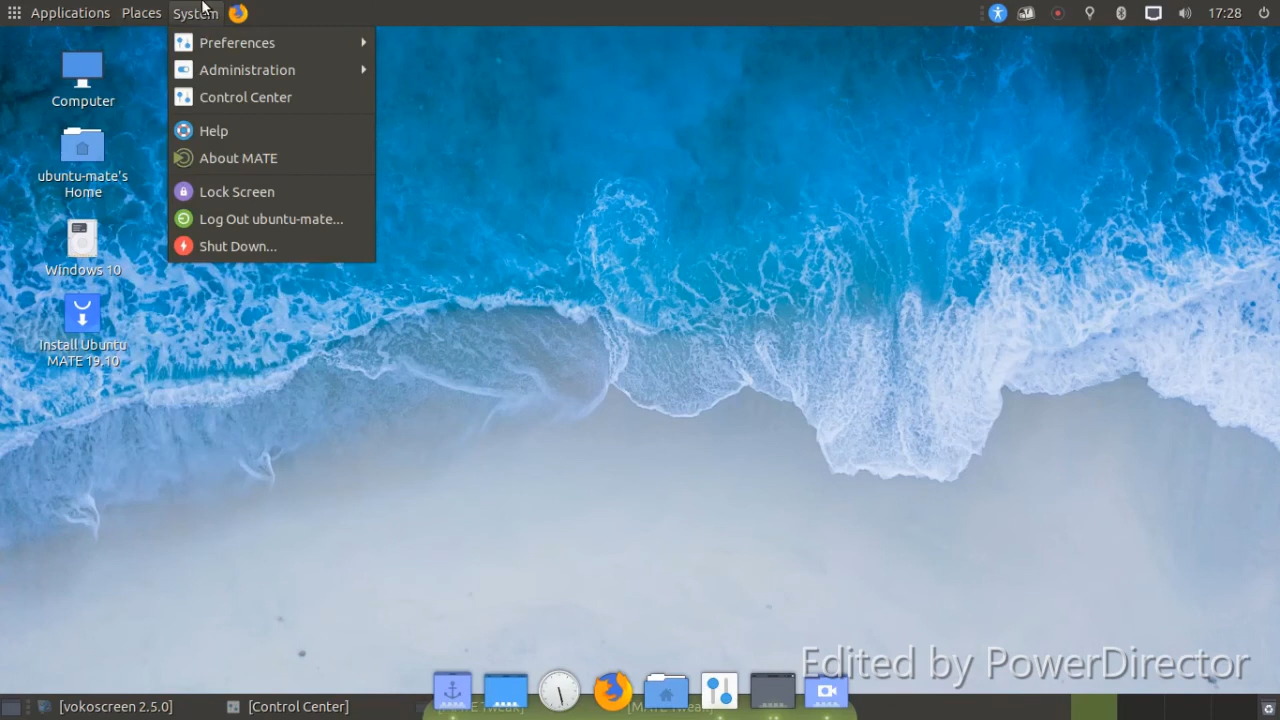 Applications Places System
17:28
Preferences
Administration
Control Center
Help
About MATE
Lock Screen
Log Out ubuntu-mate...
Shut Down...
Computer
ubuntu-mate's
Home
Windows 10
Install Ubuntu
MATE 19.10
Edited by PowerDirector
[vokoscreen 2.5.0]
[Control Center]